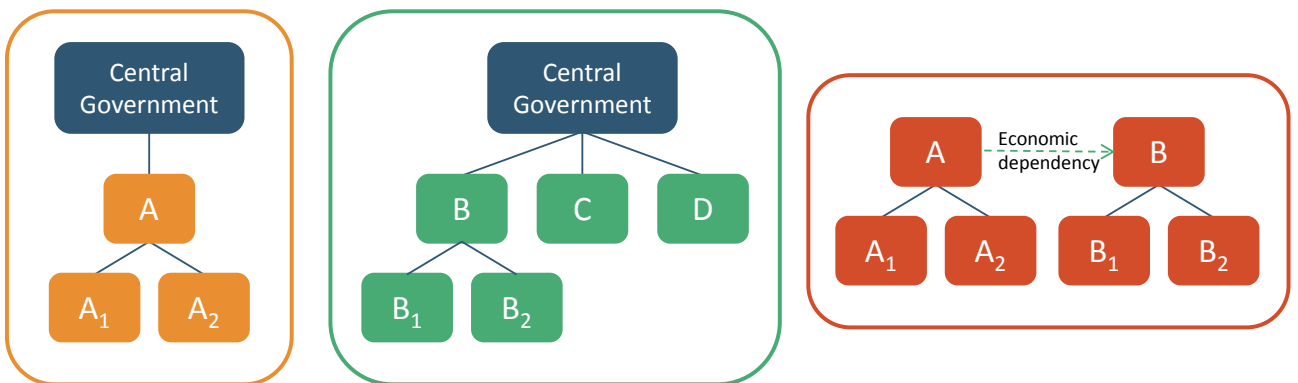 Central
Government
A
A₁
A₂
Central
Government
B
C
D
B₁
B₂
A
Economic
dependency
B
A₁
A₂
B₁
B₂